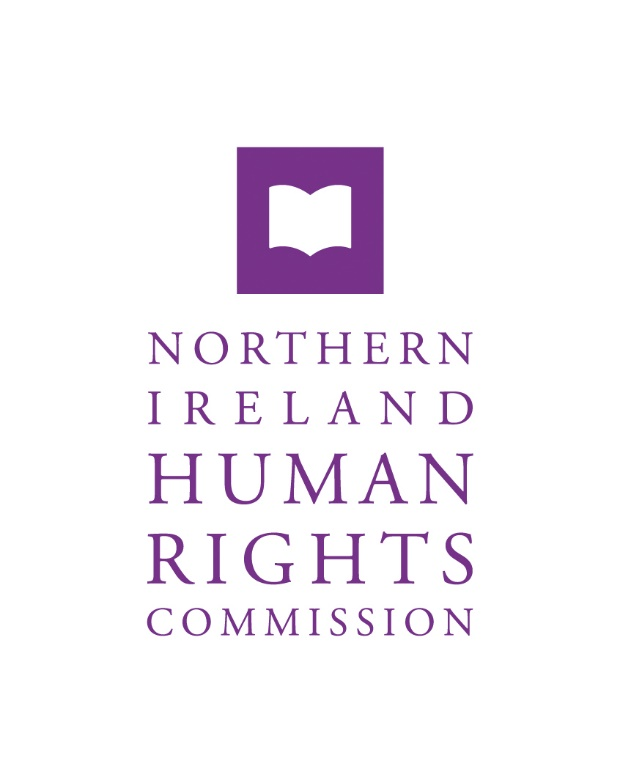 NORTHERN
IRELAND
HUMAN
RIGHTS
COMMISSION